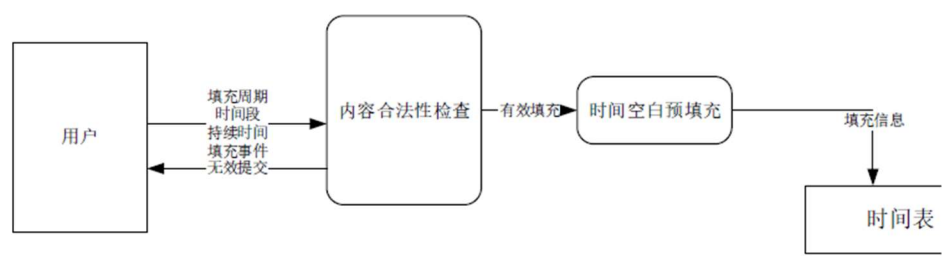 用户
填充周期
时间段
持续时间
填充事件
无效提交
内容合法性检查
有效填充
时间空白预填充
填充信息
时间表